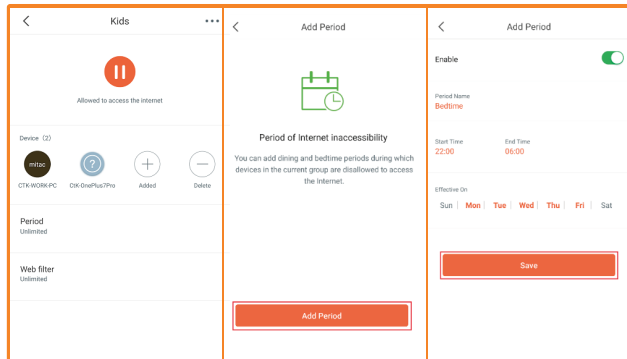 Kids
Allowed to access the Internet
Device (2)
mitac
CTK-WORK-PC
CtK-OnePlus7Pro
Added
Delete
Period
Unlimited
Web filter
Unlimited
Add Period
Period of Internet inaccessibility
You can add dining and bedtime periods during which
devices in the current group are disallowed to access
the Internet.
Add Period
Add Period
Enable
Period Name
Bedtime
Start Time End Time
22:00 06:00
Effective On
Sun | Mon | Tue | Wed | Thu | Fri | Sat
Save